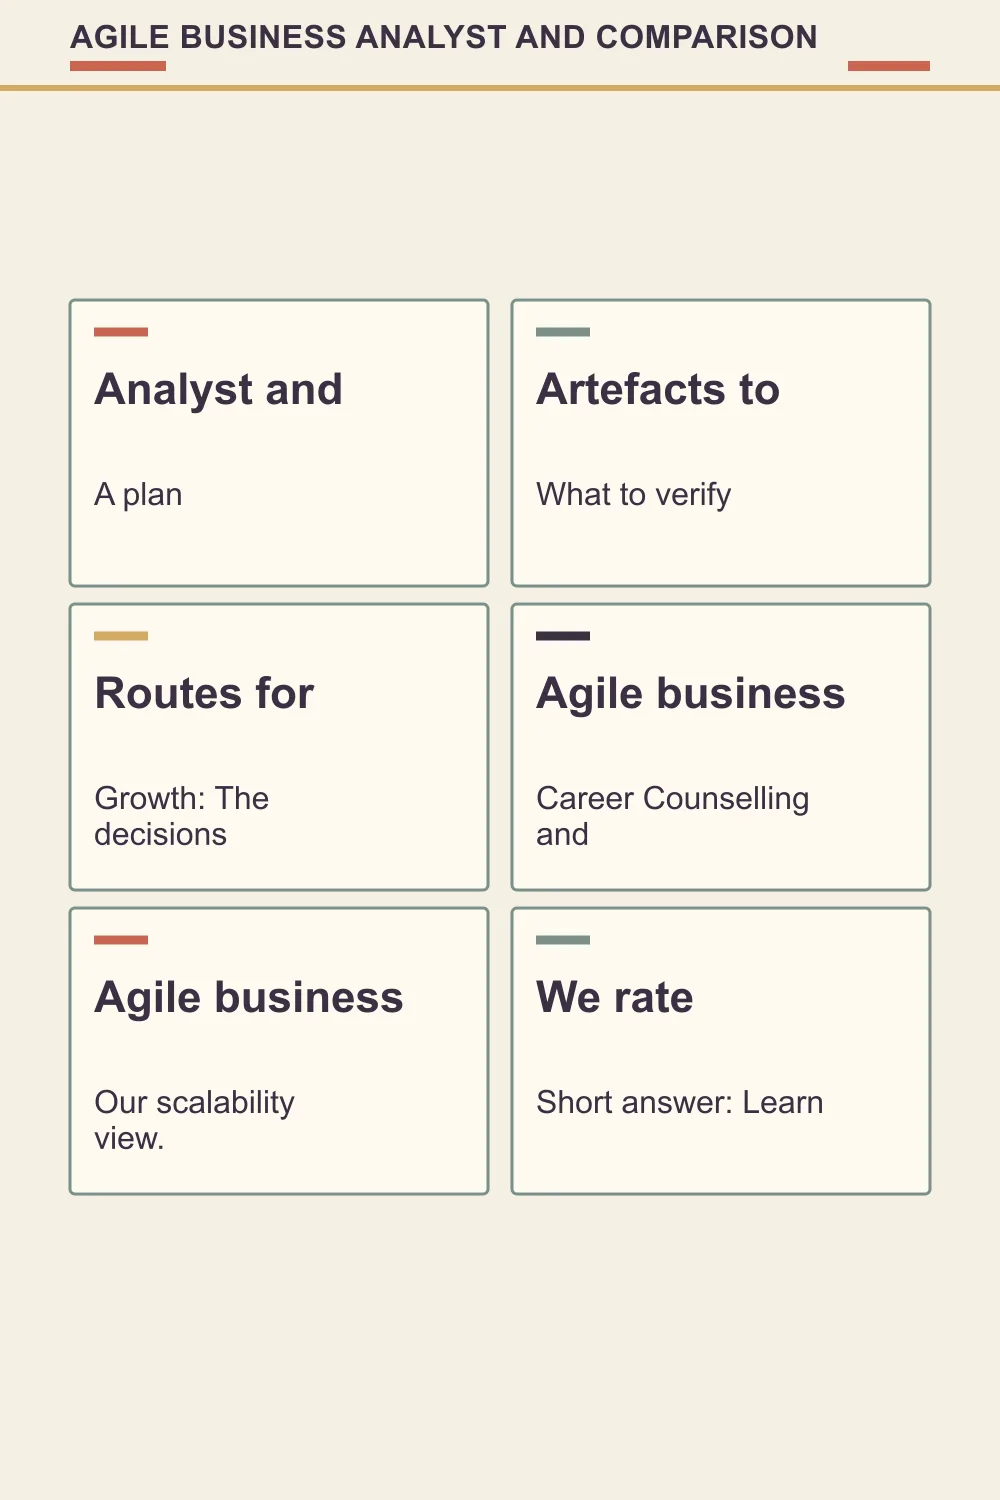 AGILE BUSINESS ANALYST AND COMPARISON
Analyst and
A plan
Artefacts to
What to verify
Routes for
Growth: The
decisions
Agile business
Career Counselling
and
Agile business
Our scalability
view.
We rate
Short answer: Learn